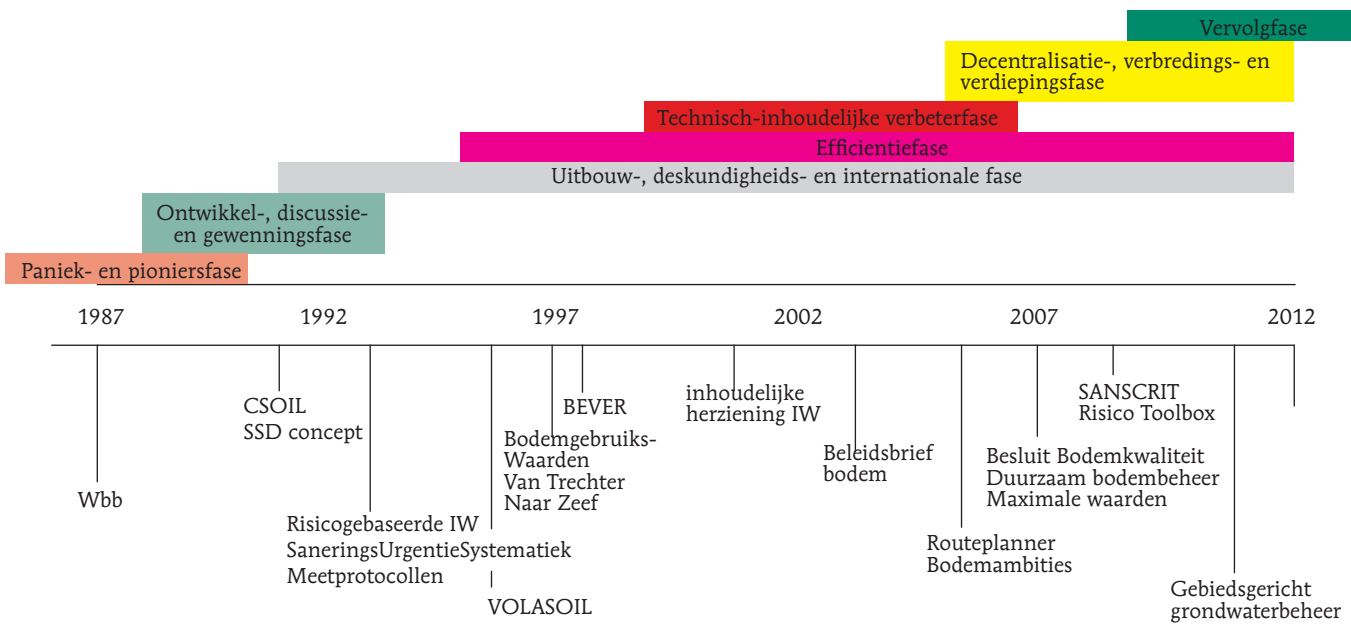 Vervolgfase
Decentralisatie-, verbredings- en
verdiepingsfase
Technisch-inhoudelijke verbeterfase
Efficientiefase
Uitbouw-, deskundigheids- en internationale fase
Ontwikkel-, discussie-
en gewenningsfase
Paniek- en pioniersfase
1987
1992
1997
2002
2007
2012
Wbb
CSOIL
SSD concept
Risicogebaseerde IW
SaneringsUrgentieSystematiek
Meetprotocollen
VOLASOIL
Bodemgebruiks-
Waarden
Van Trechter
Naar Zeef
BEVER
inhoudelijke
herziening IW
Beleidsbrief
bodem
Routeplanner
Bodemambities
Besluit Bodemkwaliteit
Duurzaam bodembeheer
Maximale waarden
SANSCRIT
Risico Toolbox
Gebiedsgericht
grondwaterbeheer